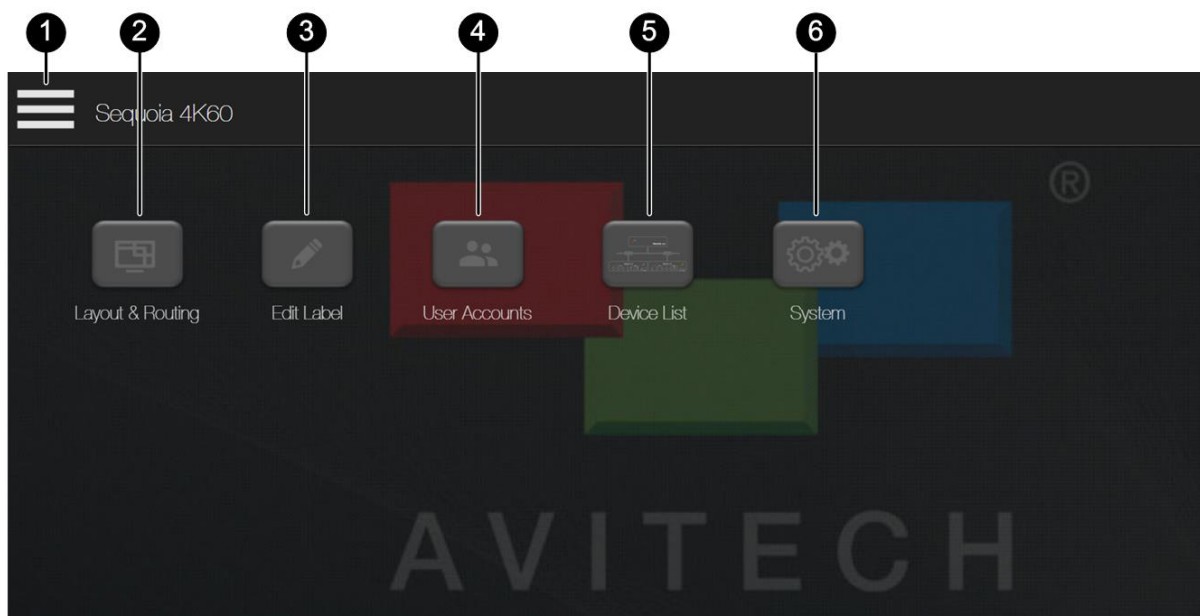 1 2 3 4 5 6
Sequoia 4K60
®
Layout & Routing Edit Label User Accounts Device List System
AVITECH